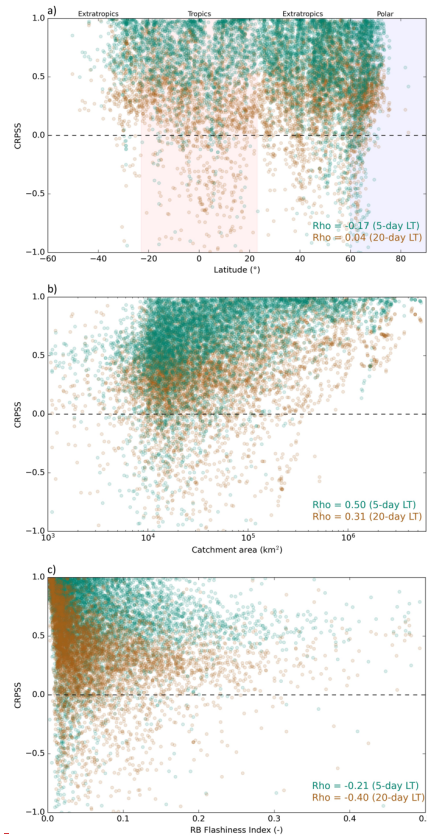 a)
Extratropics Tropics Extratropics Polar
1.0
0.5
CRPSS
0.0
−0.5
Rho = -0.17 (5-day LT)
Rho = 0.04 (20-day LT)
−1.0
−60 −40 −20 0 20 40 60 80
Latitude (°)
b)
1.0
0.5
CRPSS
0.0
−0.5
Rho = 0.50 (5-day LT)
Rho = 0.31 (20-day LT)
−1.0
10³ 10⁴ 10⁵ 10⁶
Catchment area (km²)
c)
1.0
0.5
CRPSS
0.0
−0.5
Rho = -0.21 (5-day LT)
Rho = -0.40 (20-day LT)
−1.0
0.0 0.1 0.2 0.3 0.4
RB Flashiness Index (-)